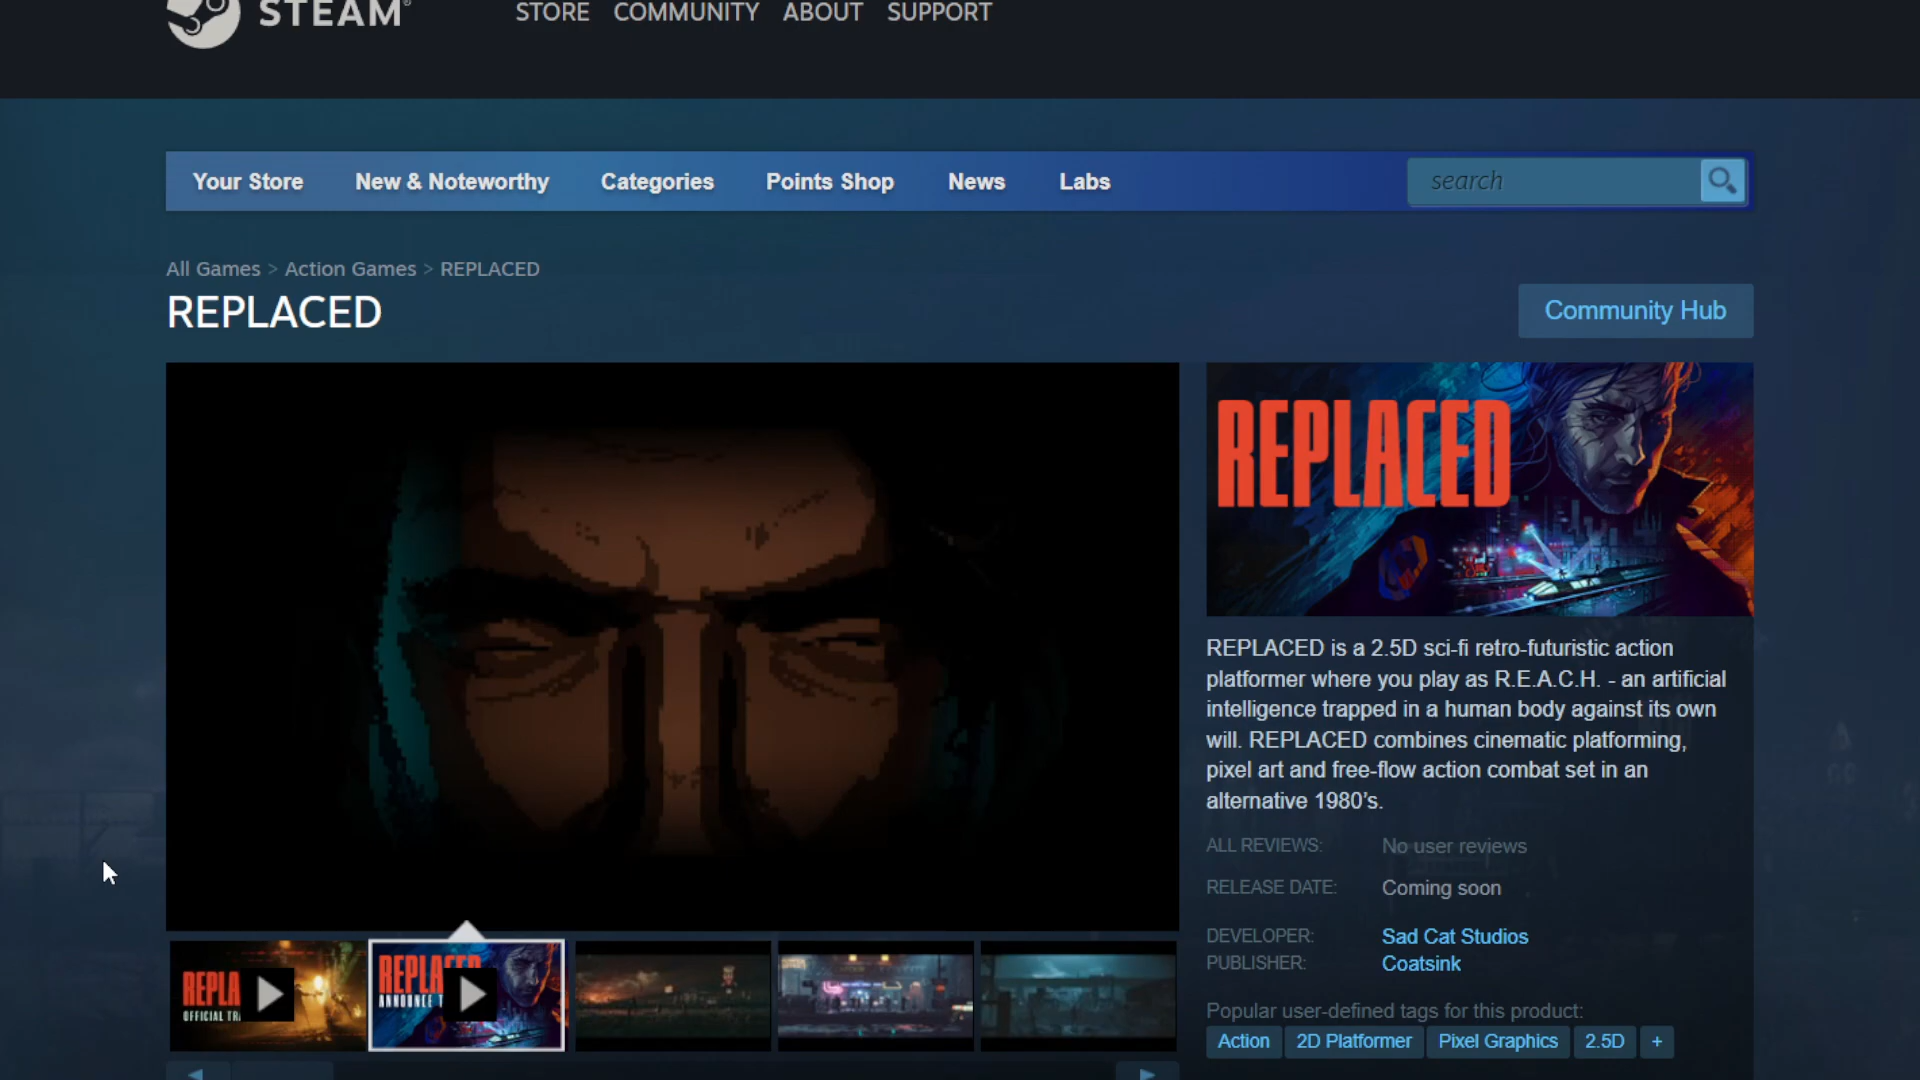 STEAM®
STORE COMMUNITY ABOUT SUPPORT
Your Store New & Noteworthy Categories Points Shop News Labs search
All Games > Action Games > REPLACED
REPLACED
Community Hub
REPLACED
REPLACED is a 2.5D sci-fi retro-futuristic action
platformer where you play as R.E.A.C.H. - an artificial
intelligence trapped in a human body against its own
will. REPLACED combines cinematic platforming,
pixel art and free-flow action combat set in an
alternative 1980's.
ALL REVIEWS: No user reviews
RELEASE DATE: Coming soon
DEVELOPER: Sad Cat Studios
PUBLISHER: Coatsink
Popular user-defined tags for this product:
Action 2D Platformer Pixel Graphics 2.5D +
REPLA
OFFICIAL TR
REPLACED
ANNOUNCE T